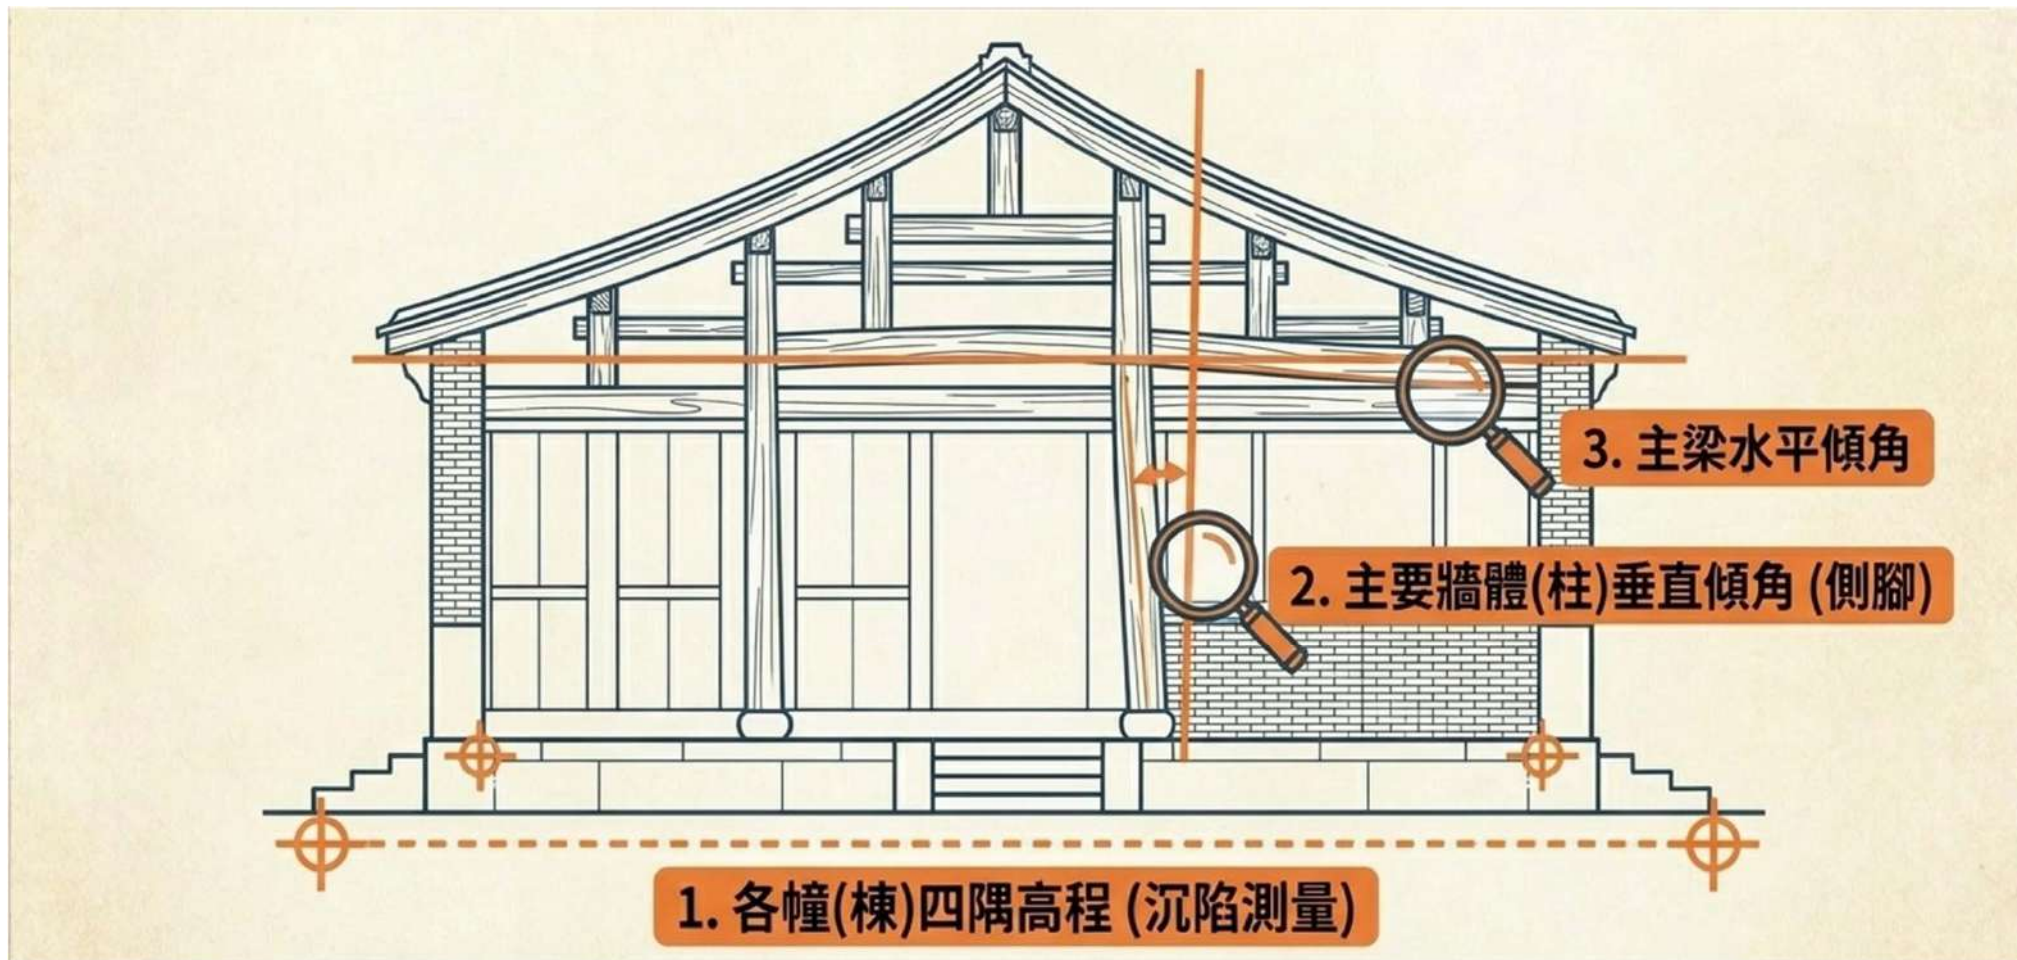 3. 主梁水平傾角
2. 主要牆體(柱)垂直傾角 (側腳)
1. 各幢(棟)四隅高程 (沉陷測量)